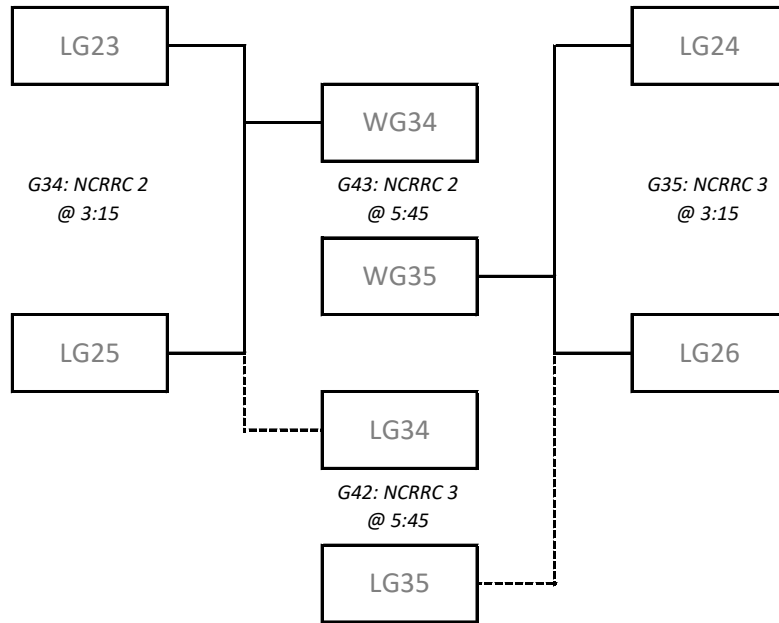 LG23
LG24
WG34
G34: NCRRC 2
@ 3:15
G43: NCRRC 2
@ 5:45
G35: NCRRC 3
@ 3:15
WG35
LG25
LG26
LG34
G42: NCRRC 3
@ 5:45
LG35